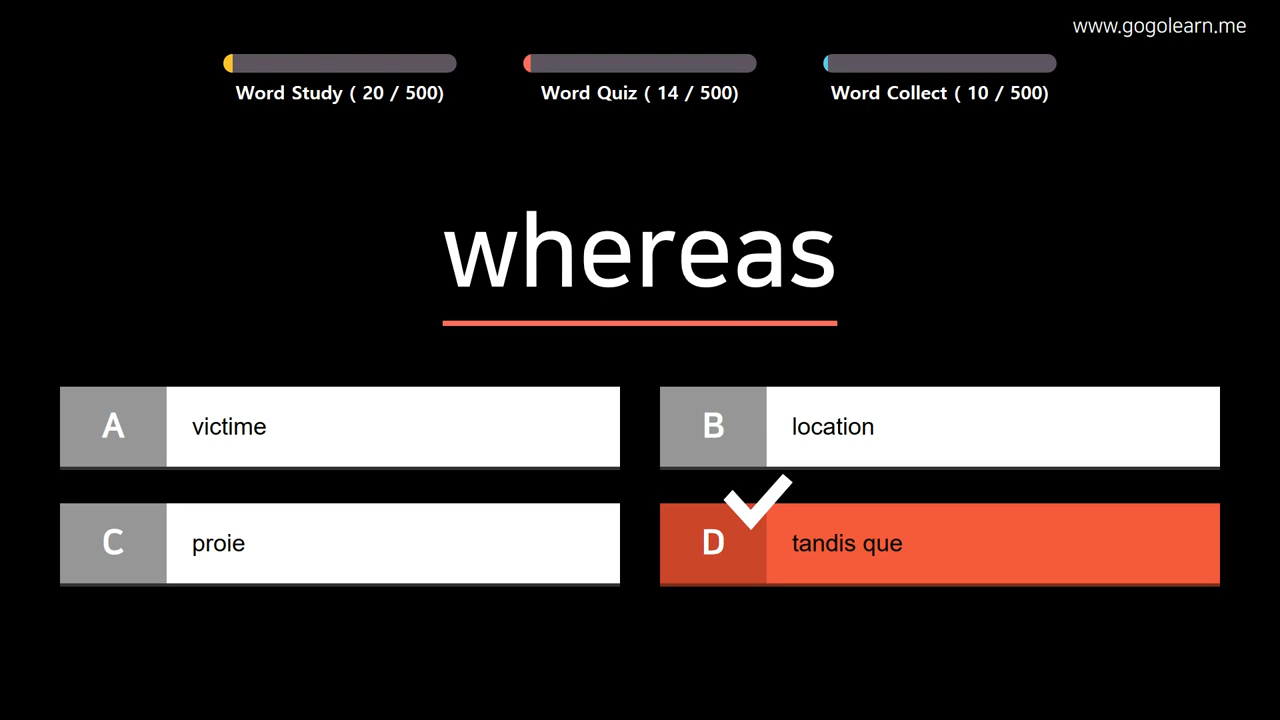 www.gogolearn.me
Word Study ( 20 / 500)
Word Quiz ( 14 / 500)
Word Collect ( 10 / 500)
whereas
A victime
B location
C proie
D tandis que